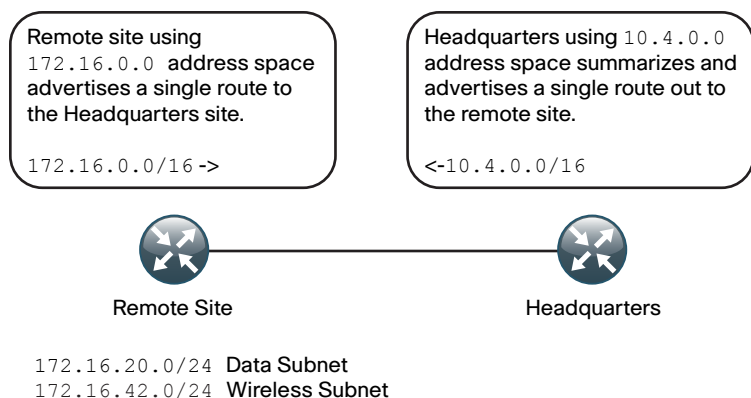 Remote site using
172.16.0.0 address space
advertises a single route to
the Headquarters site.
172.16.0.0/16 ->
Headquarters using 10.4.0.0
address space summarizes and
advertises a single route out to
the remote site.
<-10.4.0.0/16
Remote Site
Headquarters
172.16.20.0/24 Data Subnet
172.16.42.0/24 Wireless Subnet